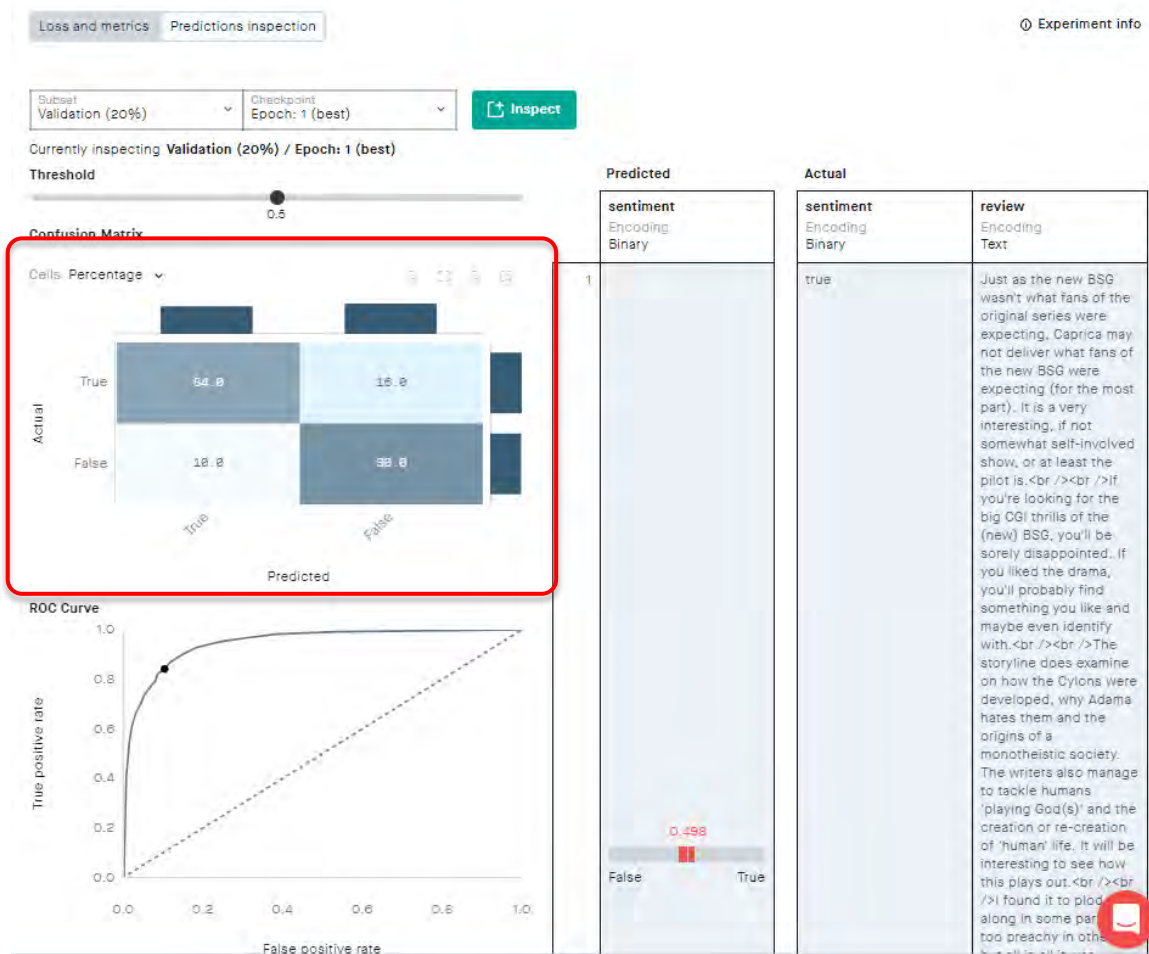 Loss and metrics Predictions inspection
Experiment info
Subset
Validation (20%)
Checkpoint
Epoch: 1 (best)
Inspect
Currently inspecting Validation (20%) / Epoch: 1 (best)
Threshold
0.5
Confusion Matrix
Cells Percentage
Actual
True
False
16.0
10.0
True
False
Predicted
ROC Curve
True positive rate
1.0
0.8
0.6
0.4
0.2
0.0
0.0 0.2 0.4 0.6 0.8 1.0
False positive rate
Predicted
sentiment
Encoding
Binary
1
0.498
False True
Actual
sentiment
Encoding
Binary
true
review
Encoding
Text
Just as the new BSG
wasn't what fans of the
original series were
expecting, Caprica may
not deliver what fans of
the new BSG were
expecting (for the most
part). It is a very
interesting, if not
somewhat self-involved
show, or at least the
pilot is.<br /><br />If
you're looking for the
big CGI thrills of the
(new) BSG, you'll be
sorely disappointed. If
you liked the drama,
you'll probably find
something you like and
maybe even identify
with.<br /><br />The
storyline does examine
on how the Cylons were
developed, why Adama
hates them and the
origins of a
monotheistic society.
The writers also manage
to tackle humans
'playing God(s)' and the
creation or re-creation
of 'human' life. It will be
interesting to see how
this plays out.<br /><br
/>I found it to plod
along in some
too preachy in